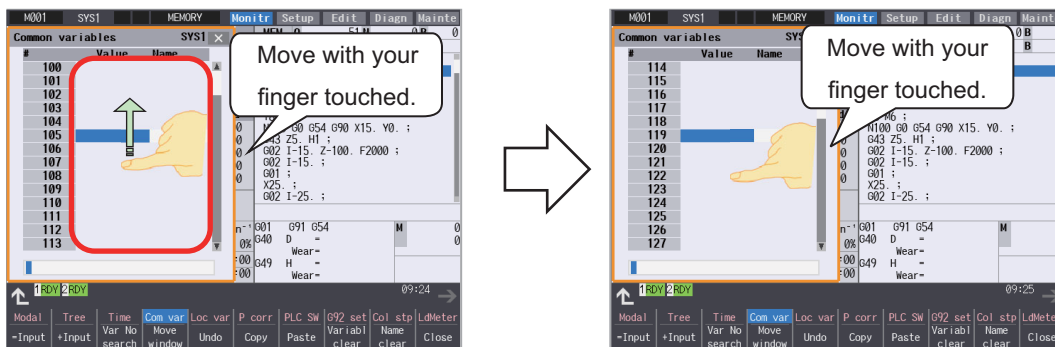 M001 SYS1 MEMORY Monitr Setup Edit Diagn Mainte
Common variables SYS1 ×
# Value Name
100
101
102
103
104
105
106
107
108
109
110
111
112
113
Move with your
finger touched.
G0 G54 G90 X15. Y0. ;
G43 Z5. H1 ;
G02 I-15. Z-100. F2000 ;
G02 I-15. ;
G01 ;
X25. ;
G02 I-25. ;
G01 G91 G54 M 0
0% G40 D - 0
Wear-
G49 H -
Wear-
1RDY 2RDY 09:24
Modal Tree Time Com var Loc var P corr PLC SW G92 set Col stp LdMeter
-Input +Input Var No search Move window Undo Copy Paste Variabl clear Name clear Close
M001 SYS1 MEMORY Monitr Setup Edit Diagn Mainte
Common variables
# Value Name
114
115
116
117
118
119
120
121
122
123
124
125
126
127
Move with your
finger touched.
M6 ;
N100 G0 G54 G90 X15. Y0. ;
G43 Z5. H1 ;
G02 I-15. Z-100. F2000 ;
G02 I-15. ;
G01 ;
X25. ;
G02 I-25. ;
G01 G91 G54 M
0% G40 D -
Wear-
G49 H -
Wear-
1RDY 2RDY 09:25
Modal Tree Time Com var Loc var P corr PLC SW G92 set Col stp LdMeter
-Input +Input Var No search Move window Undo Copy Paste Variabl clear Name clear Close